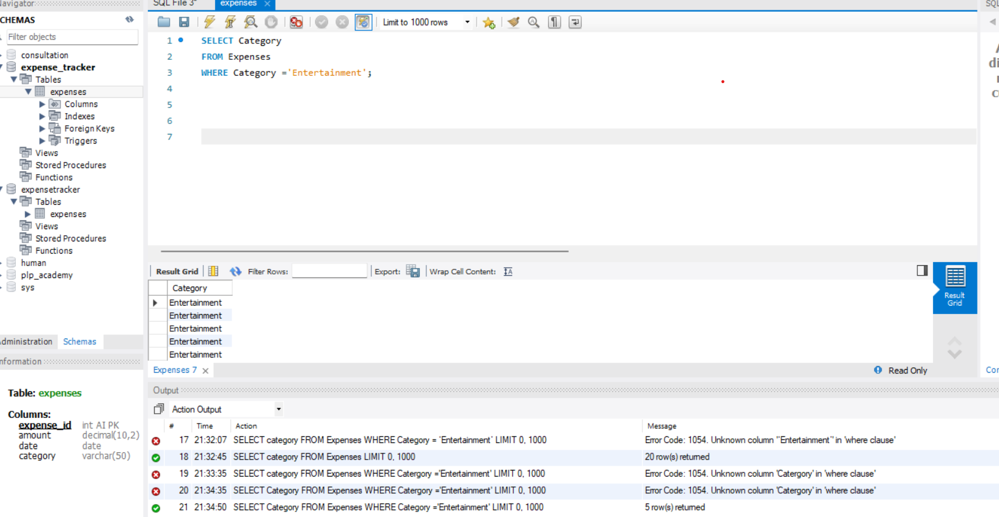 Navigator
SCHEMAS
Filter objects
consultation
expense_tracker
Tables
expenses
Columns
Indexes
Foreign Keys
Triggers
Views
Stored Procedures
Functions
expensetracker
Tables
expenses
Views
Stored Procedures
Functions
human
plp_academy
sys
Administration Schemas
Information
Table: expenses
Columns:
expense_id int AI PK
amount decimal(10,2)
date date
category varchar(50)
SQL File 3* expenses
Limit to 1000 rows
1 SELECT Category
2 FROM Expenses
3 WHERE Category ='Entertainment';
4
5
6
7
Result Grid Filter Rows: Export: Wrap Cell Content:
Category
Entertainment
Entertainment
Entertainment
Entertainment
Entertainment
Result
Grid
Expenses 7 Read Only
Output
Action Output
# Time Action Message
17 21:32:07 SELECT category FROM Expenses WHERE Category = ‘Entertainment’ LIMIT 0, 1000 Error Code: 1054. Unknown column '‘Entertainment’' in 'where clause'
18 21:32:45 SELECT category FROM Expenses LIMIT 0, 1000 20 row(s) returned
19 21:33:35 SELECT category FROM Expenses WHERE Catergory ='Entertainment' LIMIT 0, 1000 Error Code: 1054. Unknown column 'Catergory' in 'where clause'
20 21:34:35 SELECT Category FROM Expenses WHERE Catergory ='Entertainment' LIMIT 0, 1000 Error Code: 1054. Unknown column 'Catergory' in 'where clause'
21 21:34:50 SELECT Category FROM Expenses WHERE Category ='Entertainment' LIMIT 0, 1000 5 row(s) returned
SQL
di